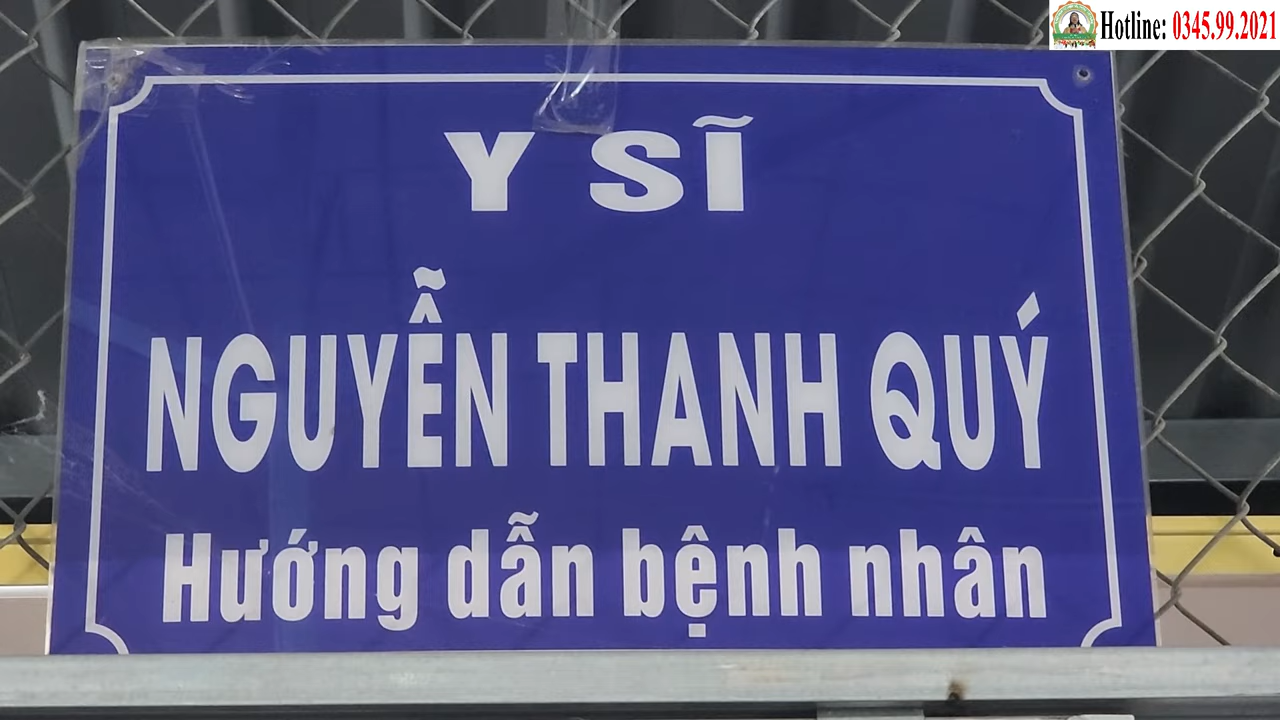 Hotline: 0345.99.2021
Y SĨ
NGUYỄN THANH QUÝ
Hướng dẫn bệnh nhân